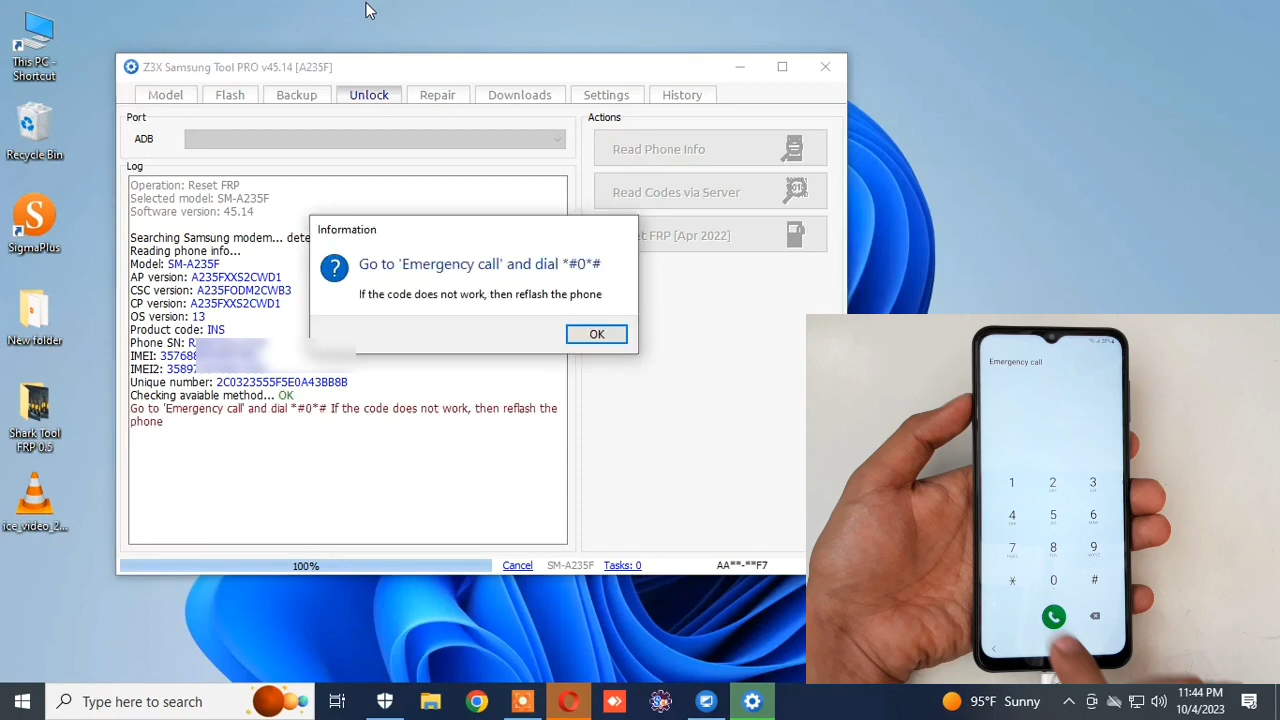 This PC -
Shortcut
Recycle Bin
SigmaPlus
New folder
Shark Tool
FRP 0.5
ice_video_2...
Z3X Samsung Tool PRO v45.14 [A235F]
Model
Flash
Backup
Unlock
Repair
Downloads
Settings
History
Port
ADB
Actions
Read Phone Info
Read Codes via Server
FRP [Apr 2022]
Log
Operation: Reset FRP
Selected model: SM-A235F
Software version: 45.14
Searching Samsung modem... dete
Reading phone info...
Model: SM-A235F
AP version: A235FXXS2CWD1
CSC version: A235FODM2CWB3
CP version: A235FXXS2CWD1
OS version: 13
Product code: INS
Phone SN: R
IMEI: 35768
IMEI2: 3589
Unique number: 2C0323555F5E0A43BB8B
Checking avaiable method... OK
Go to 'Emergency call' and dial *#0*# If the code does not work, then reflash the
phone
Information
Go to 'Emergency call' and dial *#0*#
If the code does not work, then reflash the phone
OK
100%
Cancel
SM-A235F
Tasks: 0
AA**-**F7
Emergency call
1 2 3
4 5 6
7 8 9
* 0 #
Type here to search
95°F Sunny
11:44 PM
10/4/2023